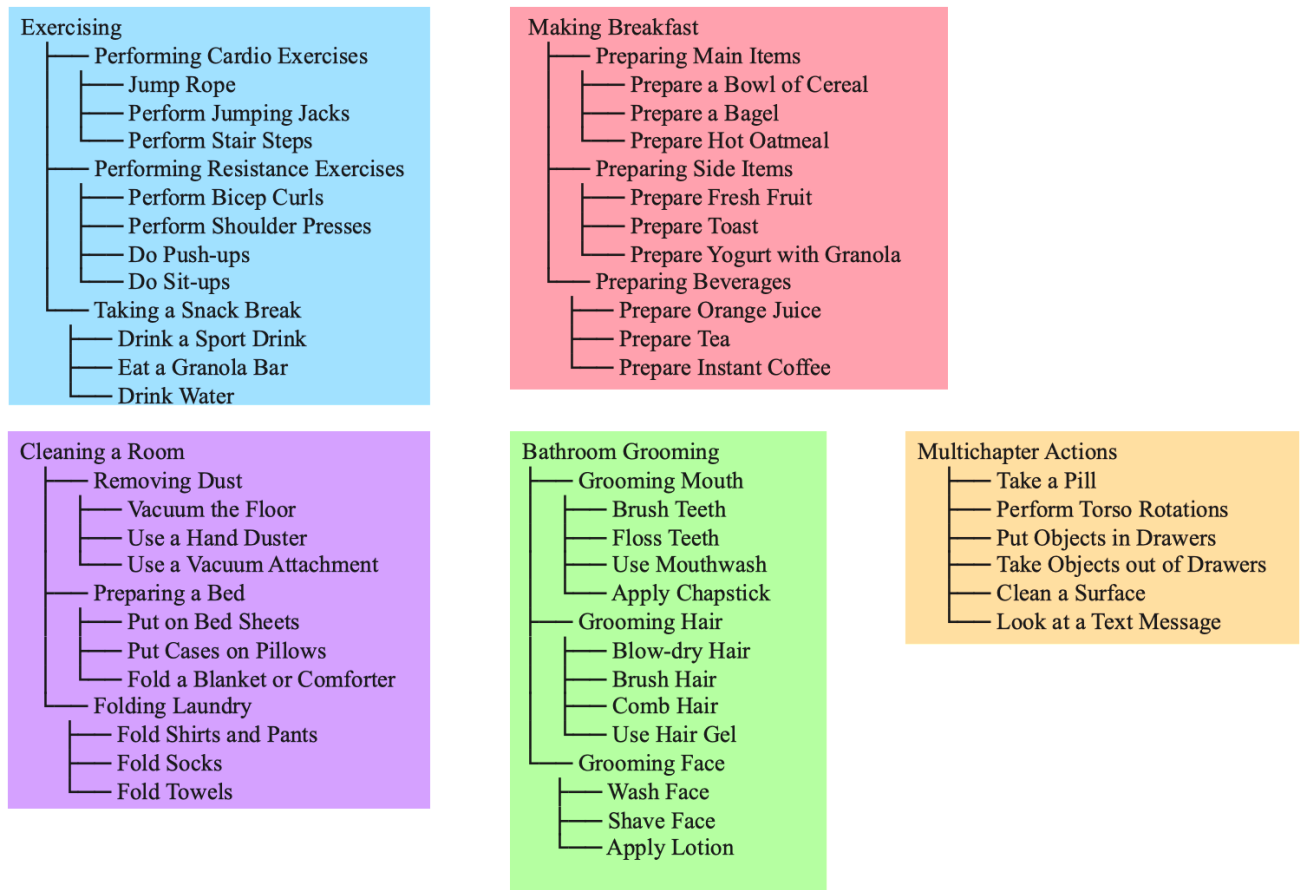 Exercising
Performing Cardio Exercises
Jump Rope
Perform Jumping Jacks
Perform Stair Steps
Performing Resistance Exercises
Perform Bicep Curls
Perform Shoulder Presses
Do Push-ups
Do Sit-ups
Taking a Snack Break
Drink a Sport Drink
Eat a Granola Bar
Drink Water
Making Breakfast
Preparing Main Items
Prepare a Bowl of Cereal
Prepare a Bagel
Prepare Hot Oatmeal
Preparing Side Items
Prepare Fresh Fruit
Prepare Toast
Prepare Yogurt with Granola
Preparing Beverages
Prepare Orange Juice
Prepare Tea
Prepare Instant Coffee
Cleaning a Room
Removing Dust
Vacuum the Floor
Use a Hand Duster
Use a Vacuum Attachment
Preparing a Bed
Put on Bed Sheets
Put Cases on Pillows
Fold a Blanket or Comforter
Folding Laundry
Fold Shirts and Pants
Fold Socks
Fold Towels
Bathroom Grooming
Grooming Mouth
Brush Teeth
Floss Teeth
Use Mouthwash
Apply Chapstick
Grooming Hair
Blow-dry Hair
Brush Hair
Comb Hair
Use Hair Gel
Grooming Face
Wash Face
Shave Face
Apply Lotion
Multichapter Actions
Take a Pill
Perform Torso Rotations
Put Objects in Drawers
Take Objects out of Drawers
Clean a Surface
Look at a Text Message